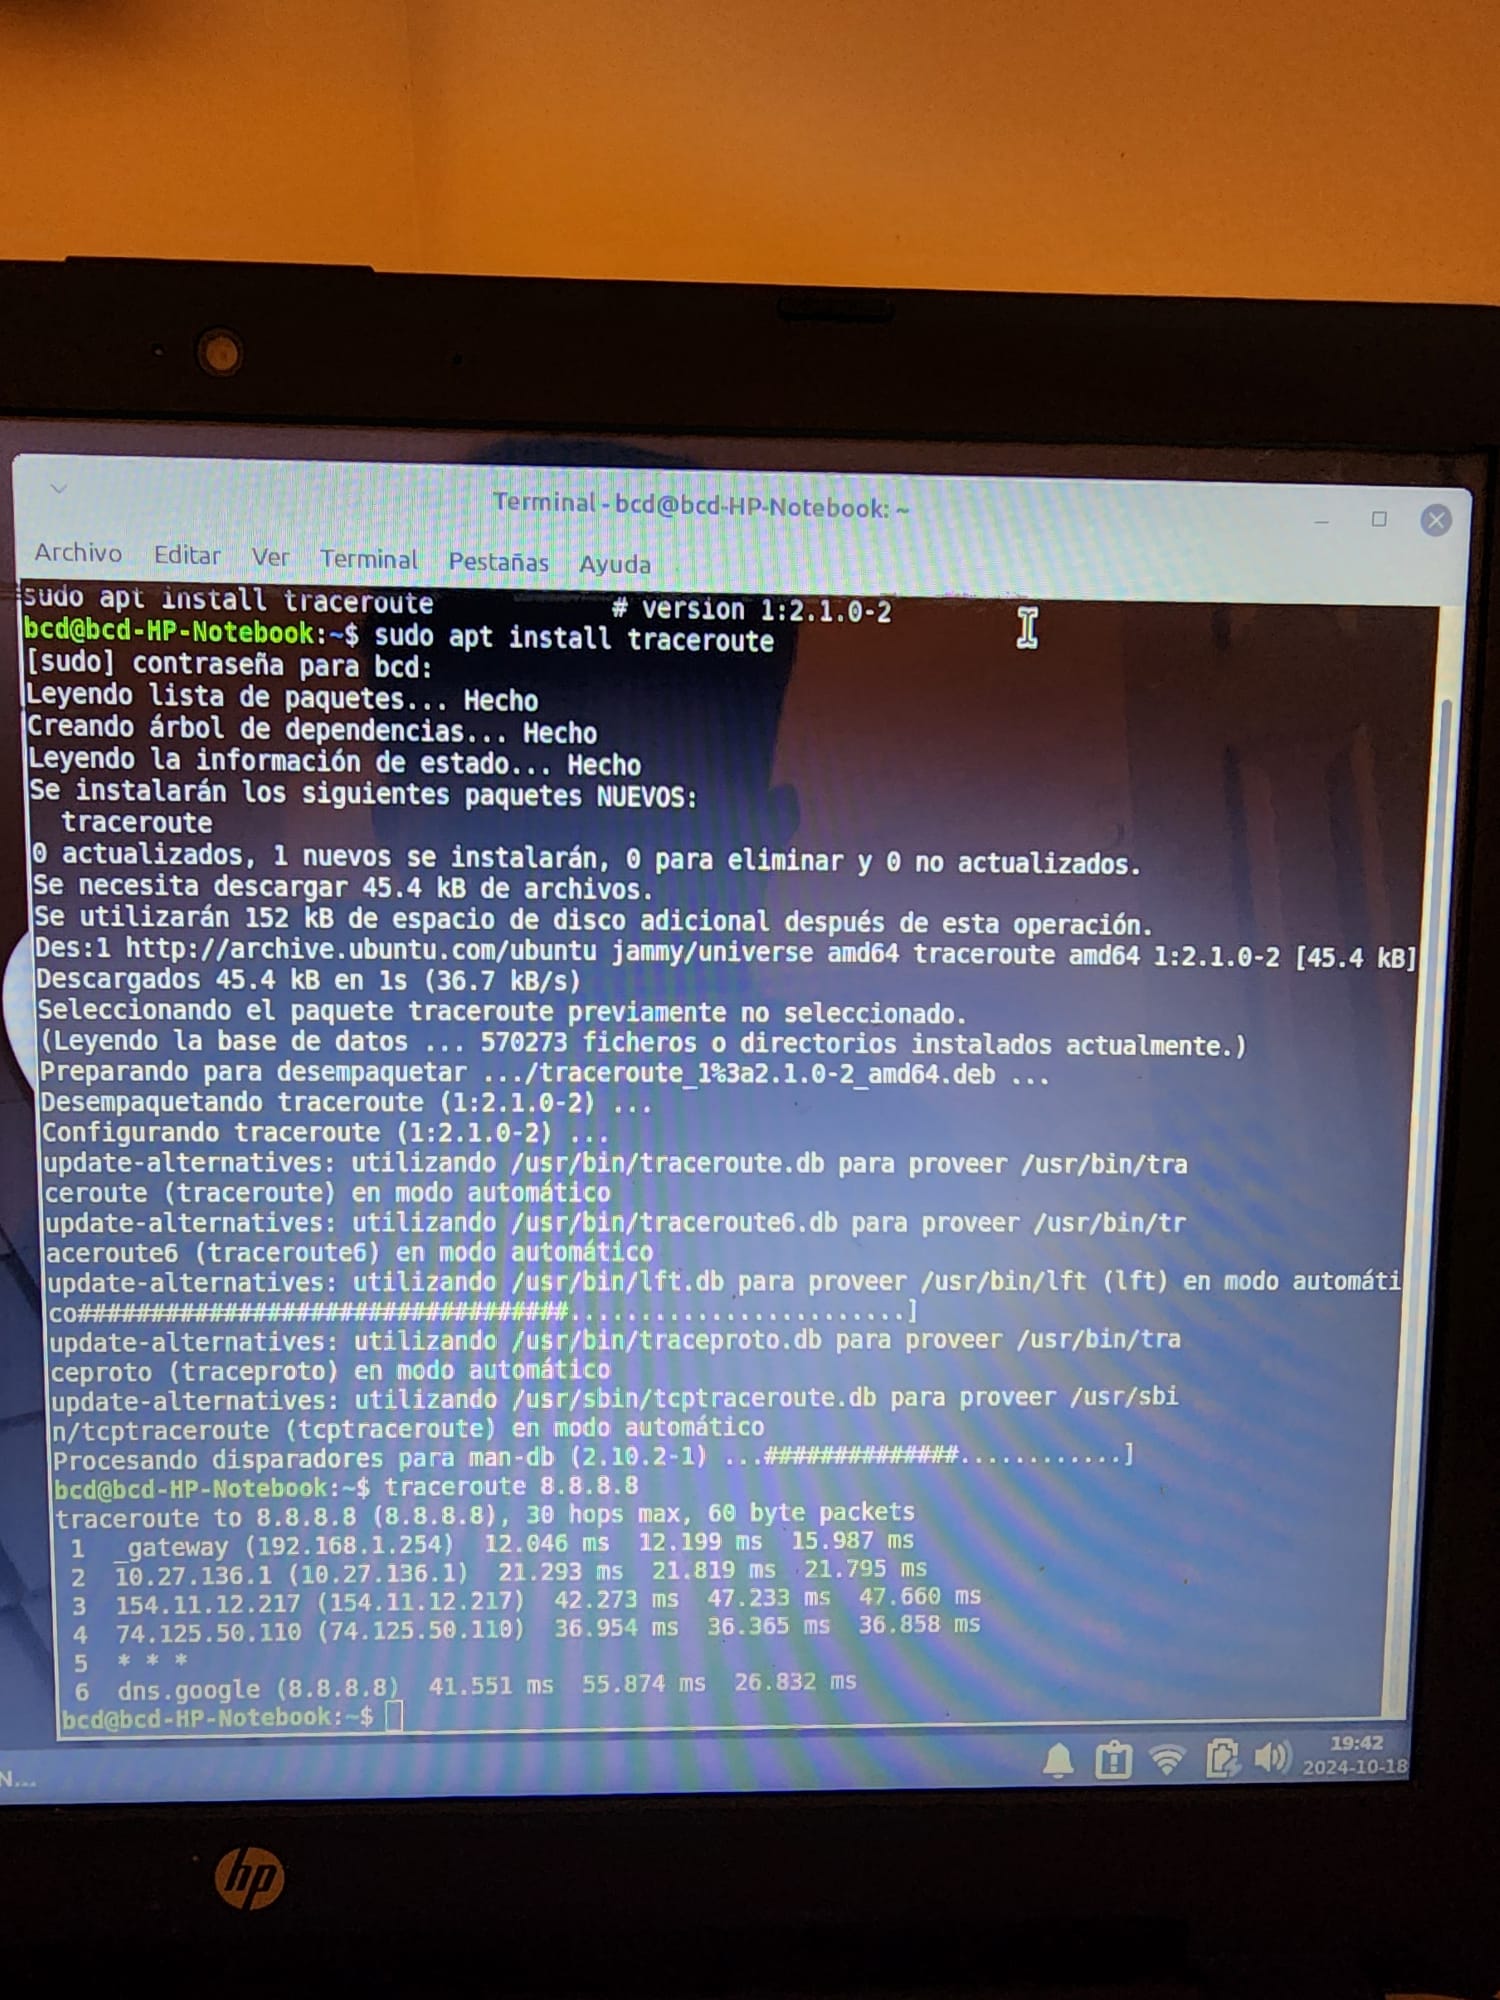 Terminal - bcd@bcd-HP-Notebook: ~
Archivo Editar Ver Terminal Pestañas Ayuda
sudo apt install traceroute # version 1:2.1.0-2
bcd@bcd-HP-Notebook:~$ sudo apt install traceroute
[sudo] contraseña para bcd:
Leyendo lista de paquetes... Hecho
Creando árbol de dependencias... Hecho
Leyendo la información de estado... Hecho
Se instalarán los siguientes paquetes NUEVOS:
  traceroute
0 actualizados, 1 nuevos se instalarán, 0 para eliminar y 0 no actualizados.
Se necesita descargar 45.4 kB de archivos.
Se utilizarán 152 kB de espacio de disco adicional después de esta operación.
Des:1 http://archive.ubuntu.com/ubuntu jammy/universe amd64 traceroute amd64 1:2.1.0-2 [45.4 kB]
Descargados 45.4 kB en 1s (36.7 kB/s)
Seleccionando el paquete traceroute previamente no seleccionado.
(Leyendo la base de datos ... 570273 ficheros o directorios instalados actualmente.)
Preparando para desempaquetar .../traceroute_1%3a2.1.0-2_amd64.deb ...
Desempaquetando traceroute (1:2.1.0-2) ...
Configurando traceroute (1:2.1.0-2) ...
update-alternatives: utilizando /usr/bin/traceroute.db para proveer /usr/bin/tra
ceroute (traceroute) en modo automático
update-alternatives: utilizando /usr/bin/traceroute6.db para proveer /usr/bin/tr
aceroute6 (traceroute6) en modo automático
update-alternatives: utilizando /usr/bin/lft.db para proveer /usr/bin/lft (lft) en modo automáti
co##################################.......................]
update-alternatives: utilizando /usr/bin/traceproto.db para proveer /usr/bin/tra
ceproto (traceproto) en modo automático
update-alternatives: utilizando /usr/sbin/tcptraceroute.db para proveer /usr/sbi
n/tcptraceroute (tcptraceroute) en modo automático
Procesando disparadores para man-db (2.10.2-1) ...#############...........]
bcd@bcd-HP-Notebook:~$ traceroute 8.8.8.8
traceroute to 8.8.8.8 (8.8.8.8), 30 hops max, 60 byte packets
 1  _gateway (192.168.1.254)  12.046 ms  12.199 ms  15.987 ms
 2  10.27.136.1 (10.27.136.1)  21.293 ms  21.819 ms  21.795 ms
 3  154.11.12.217 (154.11.12.217)  42.273 ms  47.233 ms  47.660 ms
 4  74.125.50.110 (74.125.50.110)  36.954 ms  36.365 ms  36.858 ms
 5  * * *
 6  dns.google (8.8.8.8)  41.551 ms  55.874 ms  26.832 ms
bcd@bcd-HP-Notebook:~$
N...
19:42
2024-10-18
hp